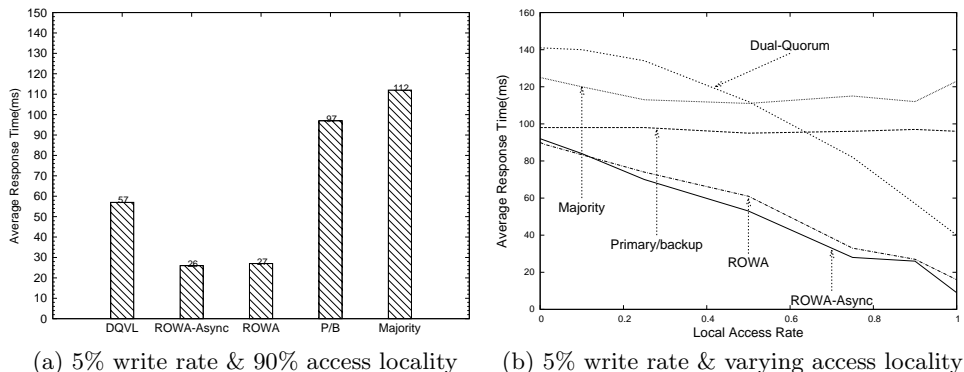 150
140
130
120
110
100
90
80
70
60
50
40
30
20
10
0
Average Response Time(ms)
57
26
27
97
112
DQVL
ROWA-Async
ROWA
P/B
Majority
(a) 5% write rate & 90% access locality
160
140
120
100
80
60
40
20
0
Average Response Time(ms)
Dual-Quorum
Majority
Primary/backup
ROWA
ROWA-Async
0
0.2
0.4
0.6
0.8
1
Local Access Rate
(b) 5% write rate & varying access locality